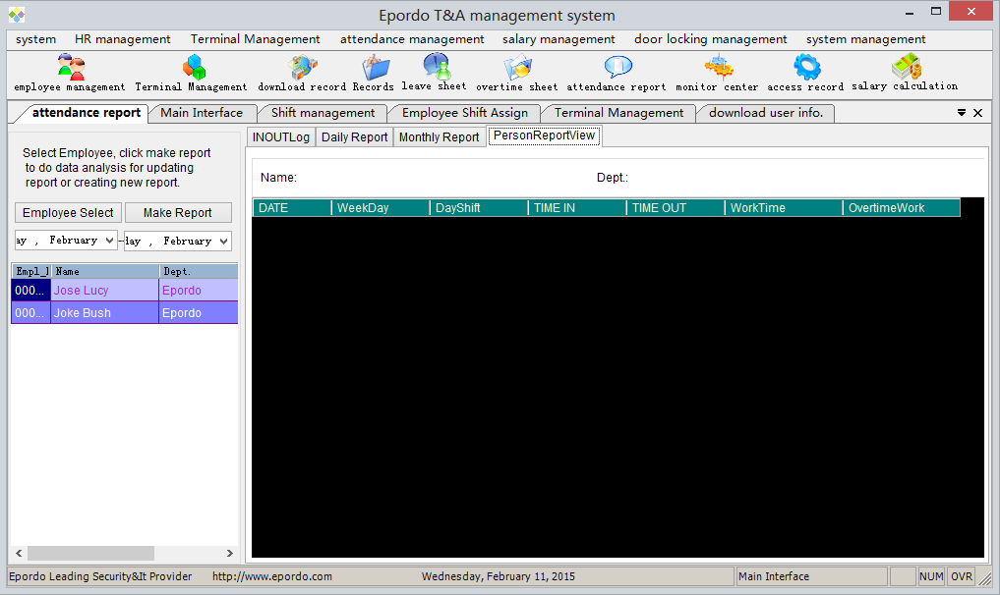 Epordo T&A management system
system HR management Terminal Management attendance management salary management door locking management system management
employee management Terminal Management download record Records leave sheet overtime sheet attendance report monitor center access record salary calculation
attendance report Main Interface Shift management Employee Shift Assign Terminal Management download user info.
INOUTLog Daily Report Monthly Report PersonReportView
Select Employee, click make report
to do data analysis for updating
report or creating new report.
Name: Dept.:
Employee Select Make Report
DATE WeekDay DayShift TIME IN TIME OUT WorkTime OvertimeWork
ay , February -- lay , February
Empl_I Name Dept.
000... Jose Lucy Epordo
000... Joke Bush Epordo
Epordo Leading Security&It Provider http://www.epordo.com Wednesday, February 11, 2015 Main Interface NUM OVR